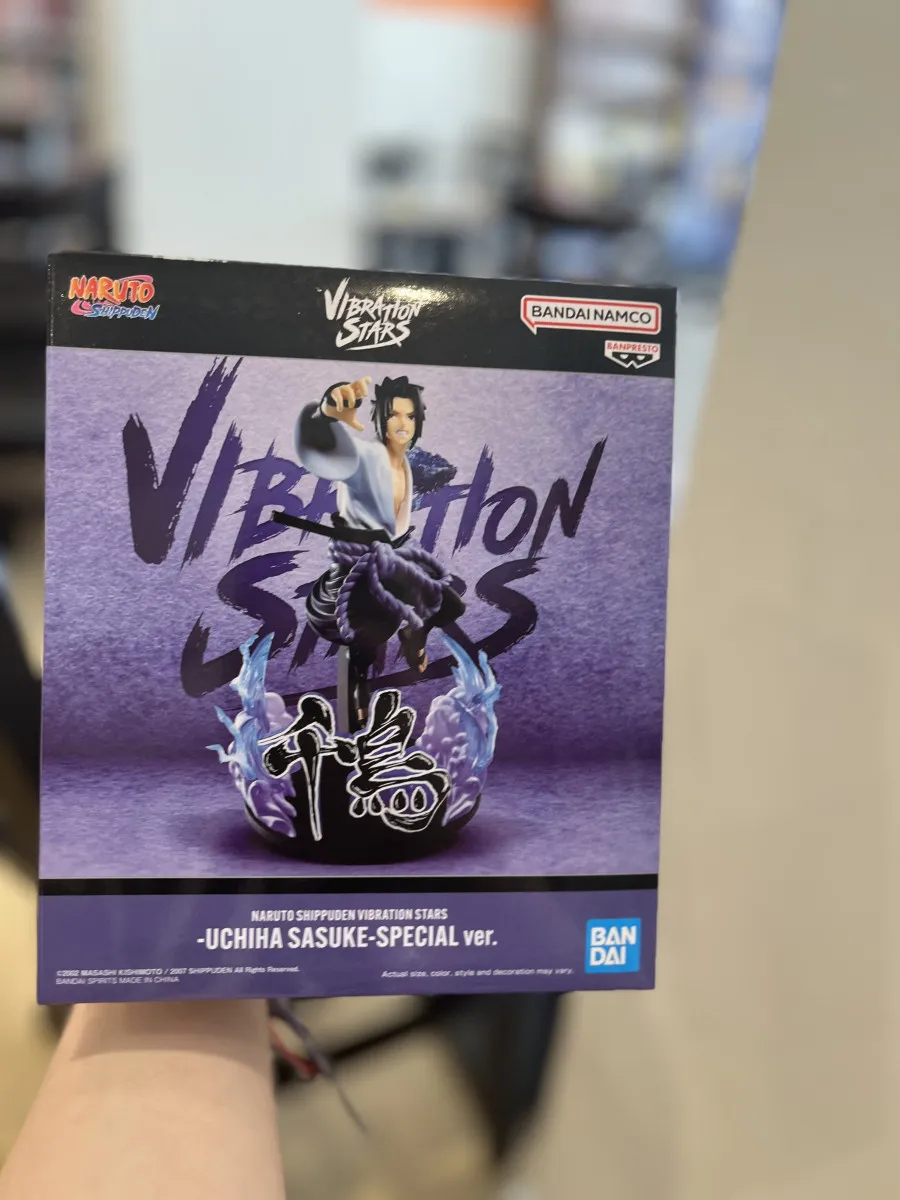 NARUTO
SHIPPUDEN
VIBRATION
STARS
BANDAI NAMCO
BANPRESTO
VIBRATION
STARS
千鳥
NARUTO SHIPPUDEN VIBRATION STARS
-UCHIHA SASUKE-SPECIAL ver.
BAN
DAI
©2002 MASASHI KISHIMOTO / 2007 SHIPPUDEN All Rights Reserved.
BANDAI SPIRITS MADE IN CHINA
Actual size, color, style and decoration may vary.